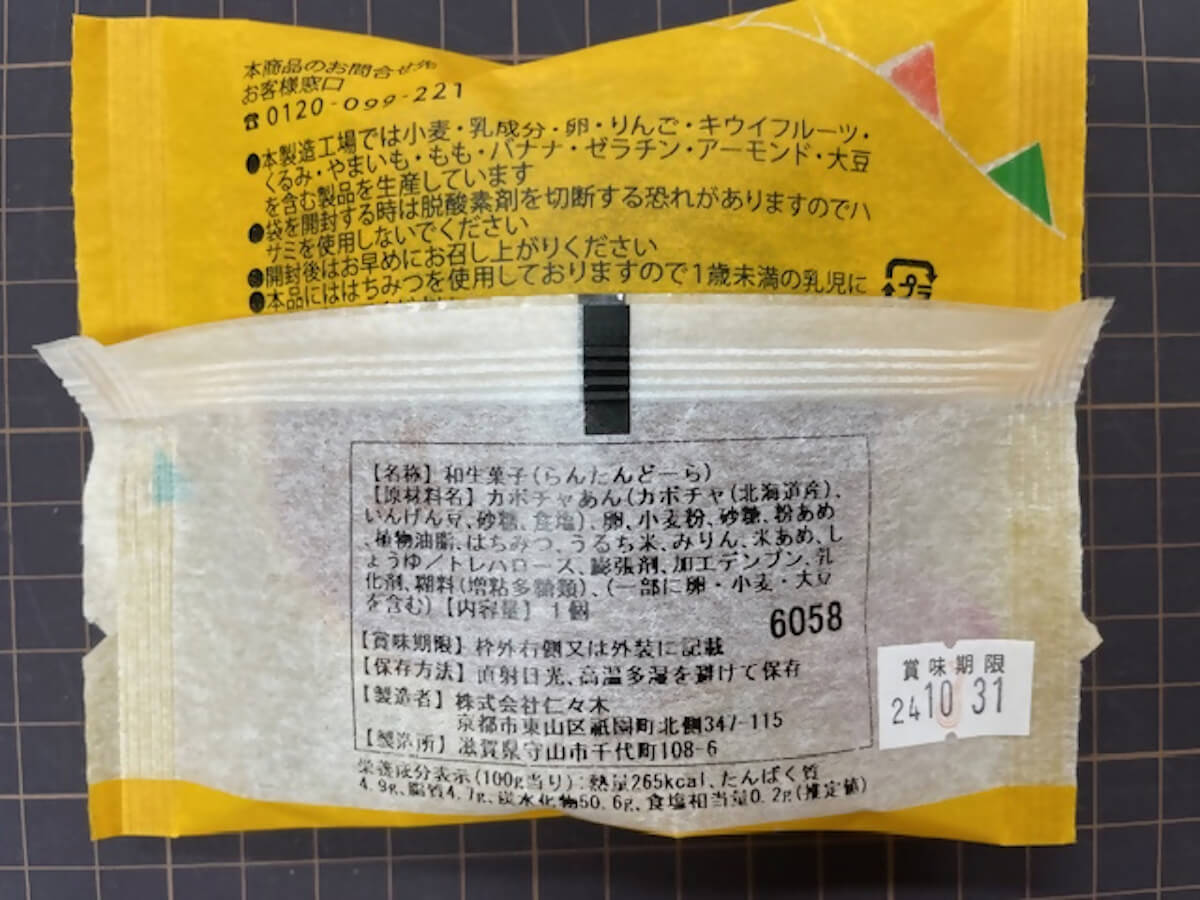 本商品のお問合せ先
お客様窓口
☎0120-099-221
●本製造工場では小麦・乳成分・卵・りんご・キウイフルーツ・
くるみ・やまいも・もも・バナナ・ゼラチン・アーモンド・大豆
を含む製品を生産しています
●袋を開封する時は脱酸素剤を切断する恐れがありますのでハ
サミを使用しないでください
●開封後はお早めにお召し上がりください
●本品にははちみつを使用しておりますので1歳未満の乳児に
プラ
【名称】和生菓子(らんたんどーら)
【原材料名】カボチャあん(カボチャ(北海道産)、
いんげん豆、砂糖、食塩)、卵、小麦粉、砂糖、粉あめ
、植物油脂、はちみつ、うるち米、みりん、米あめ、し
ょうゆ／トレハロース、膨張剤、加工デンプン、乳
化剤、糊料(増粘多糖類)、(一部に卵・小麦・大豆
を含む)【内容量】1個
6058
【賞味期限】枠外右側又は外装に記載
【保存方法】直射日光、高温多湿を避けて保存
【製造者】株式会社仁々木
京都市東山区祇園町北側347-115
【製造所】滋賀県守山市千代町108-6
賞味期限
24 10 31
栄養成分表示(100g当り):熱量265kcal、たんぱく質
4.9g、脂質4.7g、炭水化物50.6g、食塩相当量0.2g(推定値)